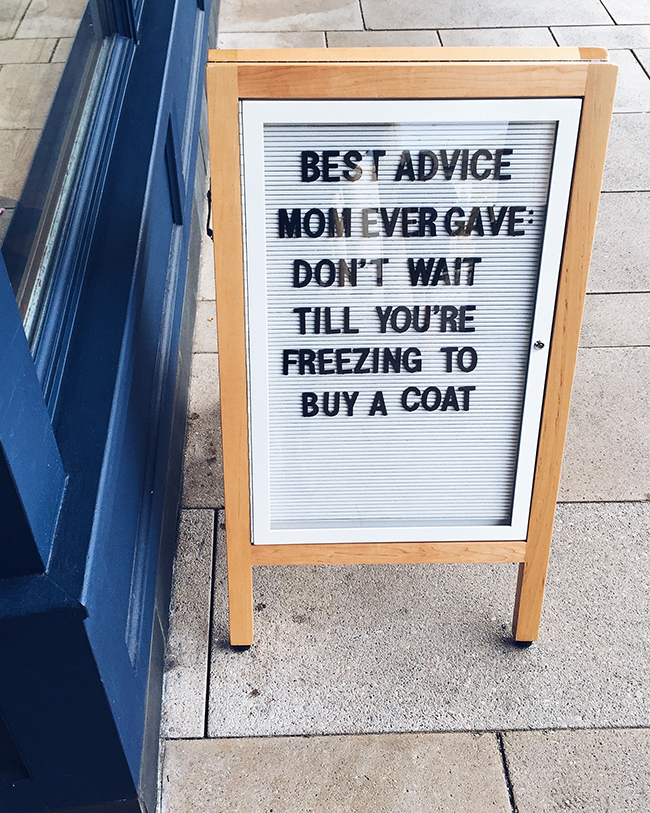 BEST ADVICE
MOM EVER GAVE:
DON'T WAIT
TILL YOU'RE
FREEZING TO
BUY A COAT